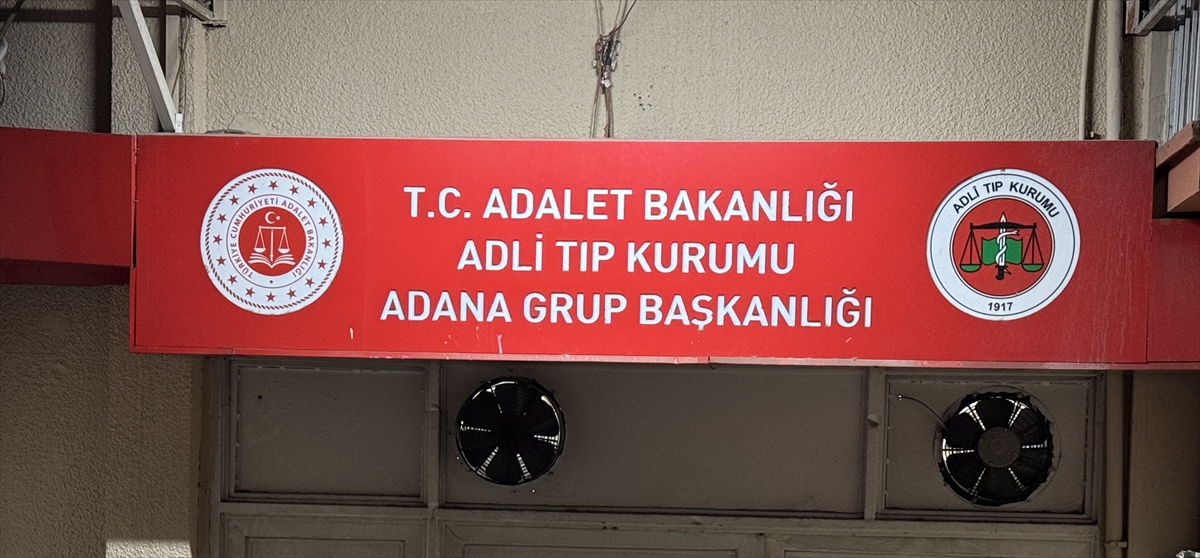 T.C. ADALET BAKANLIĞI
ADLİ TIP KURUMU
ADANA GRUP BAŞKANLIĞI
TÜRKİYE CUMHURİYETİ ADALET BAKANLIĞI
ADLİ TIP KURUMU
1917